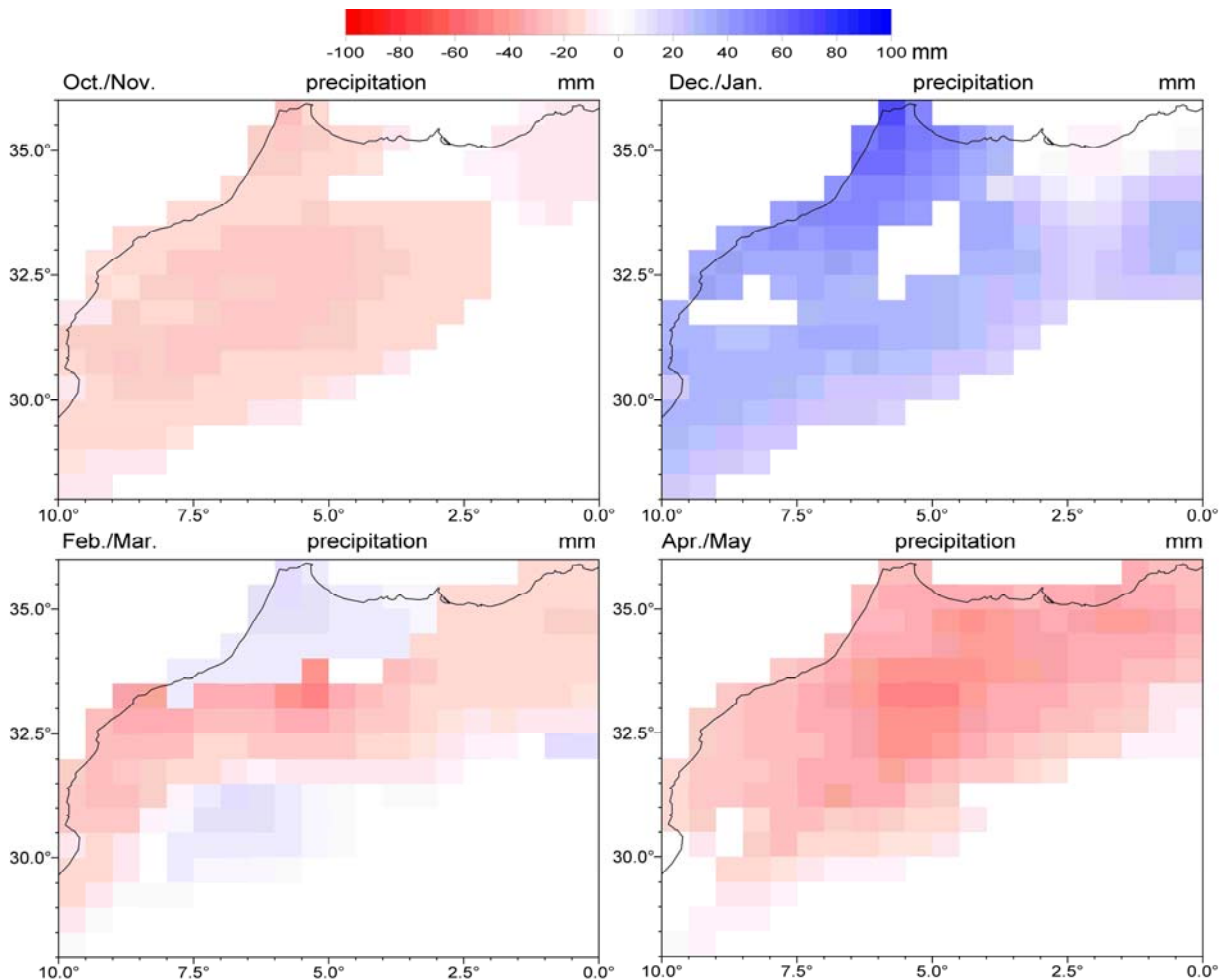 -100 -80 -60 -40 -20 0 20 40 60 80 100 mm
Oct./Nov. precipitation mm
35.0°
32.5°
30.0°
10.0° 7.5° 5.0° 2.5° 0.0°
Dec./Jan. precipitation mm
35.0°
32.5°
30.0°
10.0° 7.5° 5.0° 2.5° 0.0°
Feb./Mar. precipitation mm
35.0°
32.5°
30.0°
10.0° 7.5° 5.0° 2.5° 0.0°
Apr./May precipitation mm
35.0°
32.5°
30.0°
10.0° 7.5° 5.0° 2.5° 0.0°